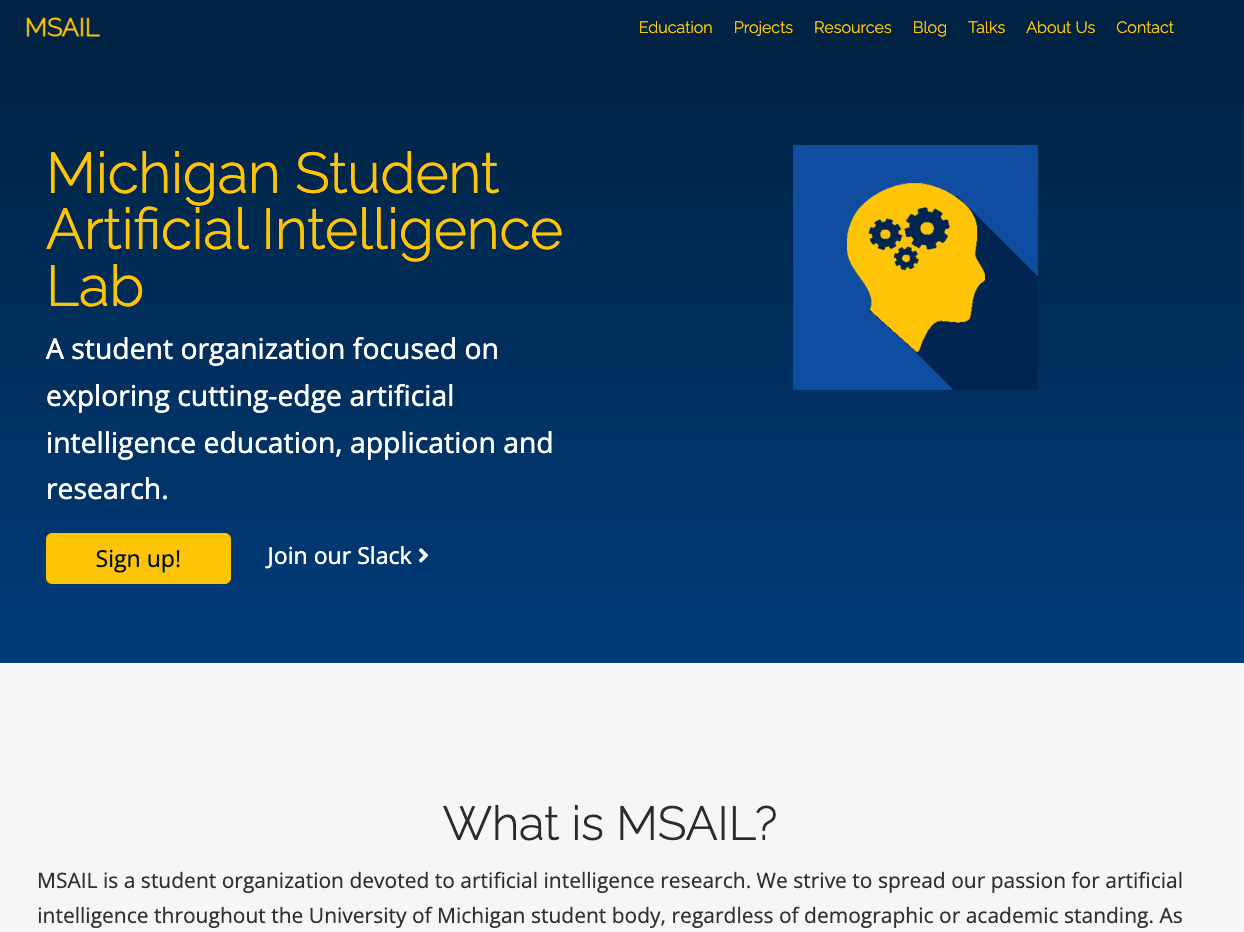 MSAIL
Education Projects Resources Blog Talks About Us Contact
Michigan Student
Artificial Intelligence
Lab
A student organization focused on
exploring cutting-edge artificial
intelligence education, application and
research.
Sign up!
Join our Slack
What is MSAIL?
MSAIL is a student organization devoted to artificial intelligence research. We strive to spread our passion for artificial
intelligence throughout the University of Michigan student body, regardless of demographic or academic standing. As